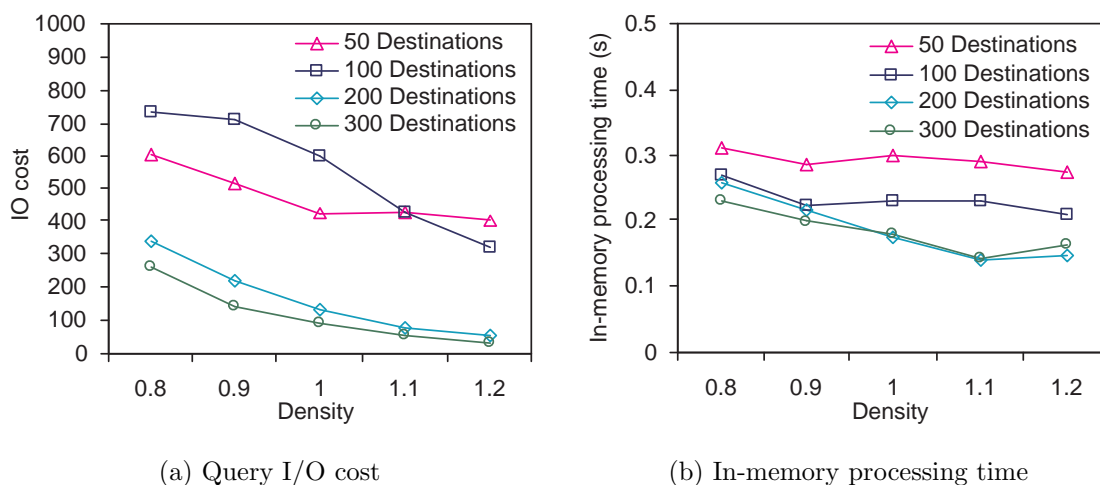 1000
900
800
700
600
500
400
300
200
100
0
IO cost
50 Destinations
100 Destinations
200 Destinations
300 Destinations
0.8 0.9 1 1.1 1.2
Density
(a) Query I/O cost
0.5
0.4
0.3
0.2
0.1
0
In-memory processing time (s)
50 Destinations
100 Destinations
200 Destinations
300 Destinations
0.8 0.9 1 1.1 1.2
Density
(b) In-memory processing time